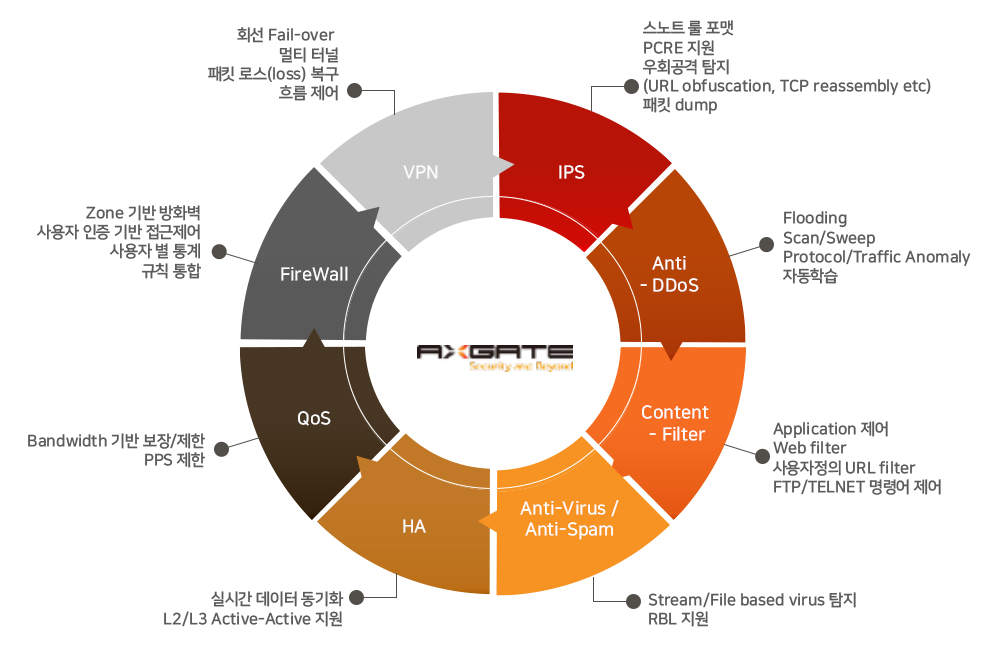 회선 Fail-over
멀티 터널
패킷 로스(loss) 복구
흐름 제어
스노트 룰 포맷
PCRE 지원
우회공격 탐지
(URL obfuscation, TCP reassembly etc)
패킷 dump
VPN
IPS
Zone 기반 방화벽
사용자 인증 기반 접근제어
사용자 별 통계
규칙 통합
FireWall
Anti
- DDoS
Flooding
Scan/Sweep
Protocol/Traffic Anomaly
자동학습
AXGATE
Security and Beyond
QoS
Content
- Filter
Bandwidth 기반 보장/제한
PPS 제한
Application 제어
Web filter
사용자정의 URL filter
FTP/TELNET 명령어 제어
HA
Anti-Virus /
Anti-Spam
실시간 데이터 동기화
L2/L3 Active-Active 지원
Stream/File based virus 탐지
RBL 지원